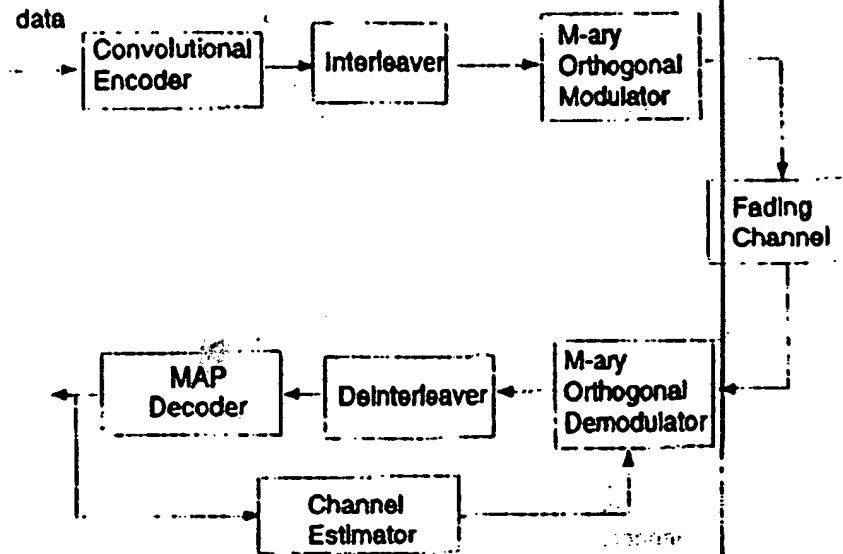 data
Convolutional
Encoder
Interleaver
M-ary
Orthogonal
Modulator
Fading
Channel
M-ary
Orthogonal
Demodulator
Deinterleaver
MAP
Decoder
Channel
Estimator